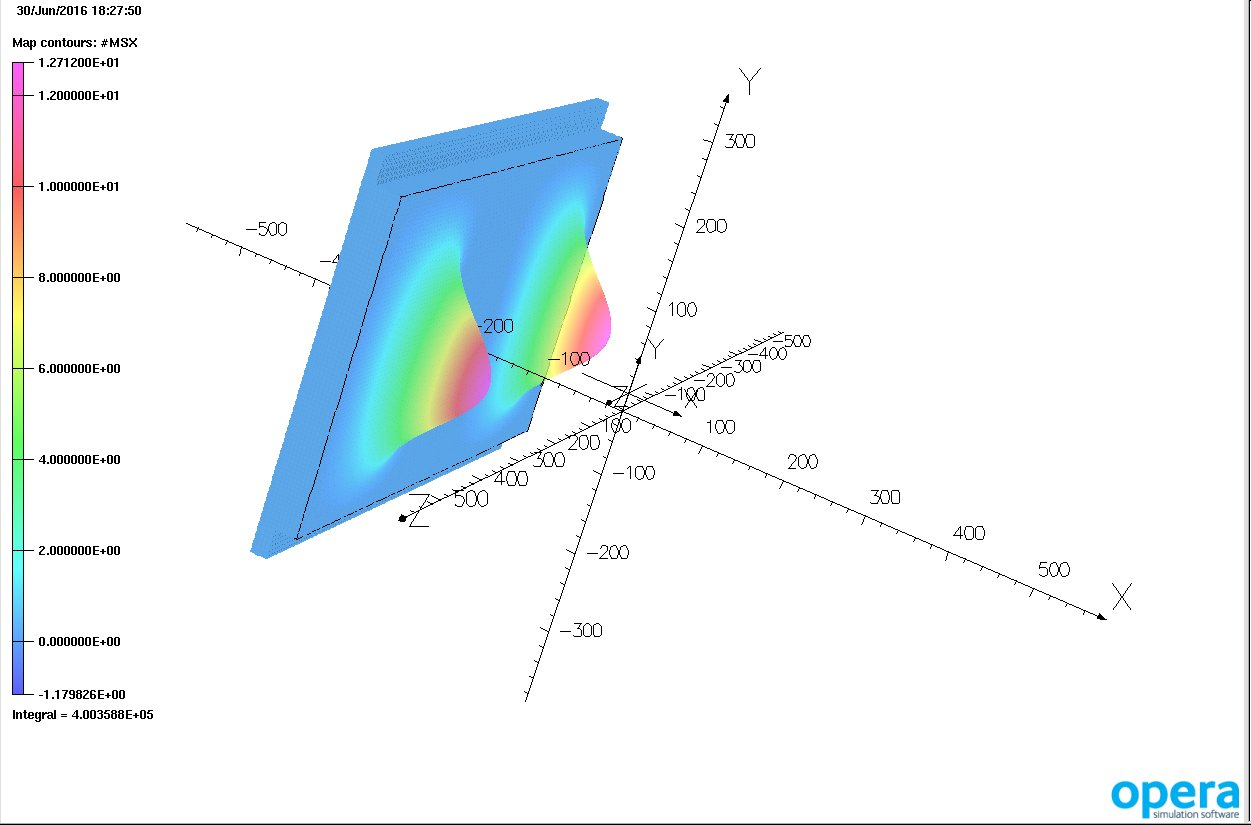 30/Jun/2016 18:27:50
Map contours: #MSX
1.271200E+01
1.200000E+01
1.000000E+01
8.000000E+00
6.000000E+00
4.000000E+00
2.000000E+00
0.000000E+00
-1.179826E+00
Integral = 4.003588E+05
Y
300
200
100
-100
-200
-300
-500
-4
-200
-100
100
200
300
400
500
X
-500
-400
-300
-200
-100
100
200
300
400
500
Z
Y
Z
X
opera
simulation software